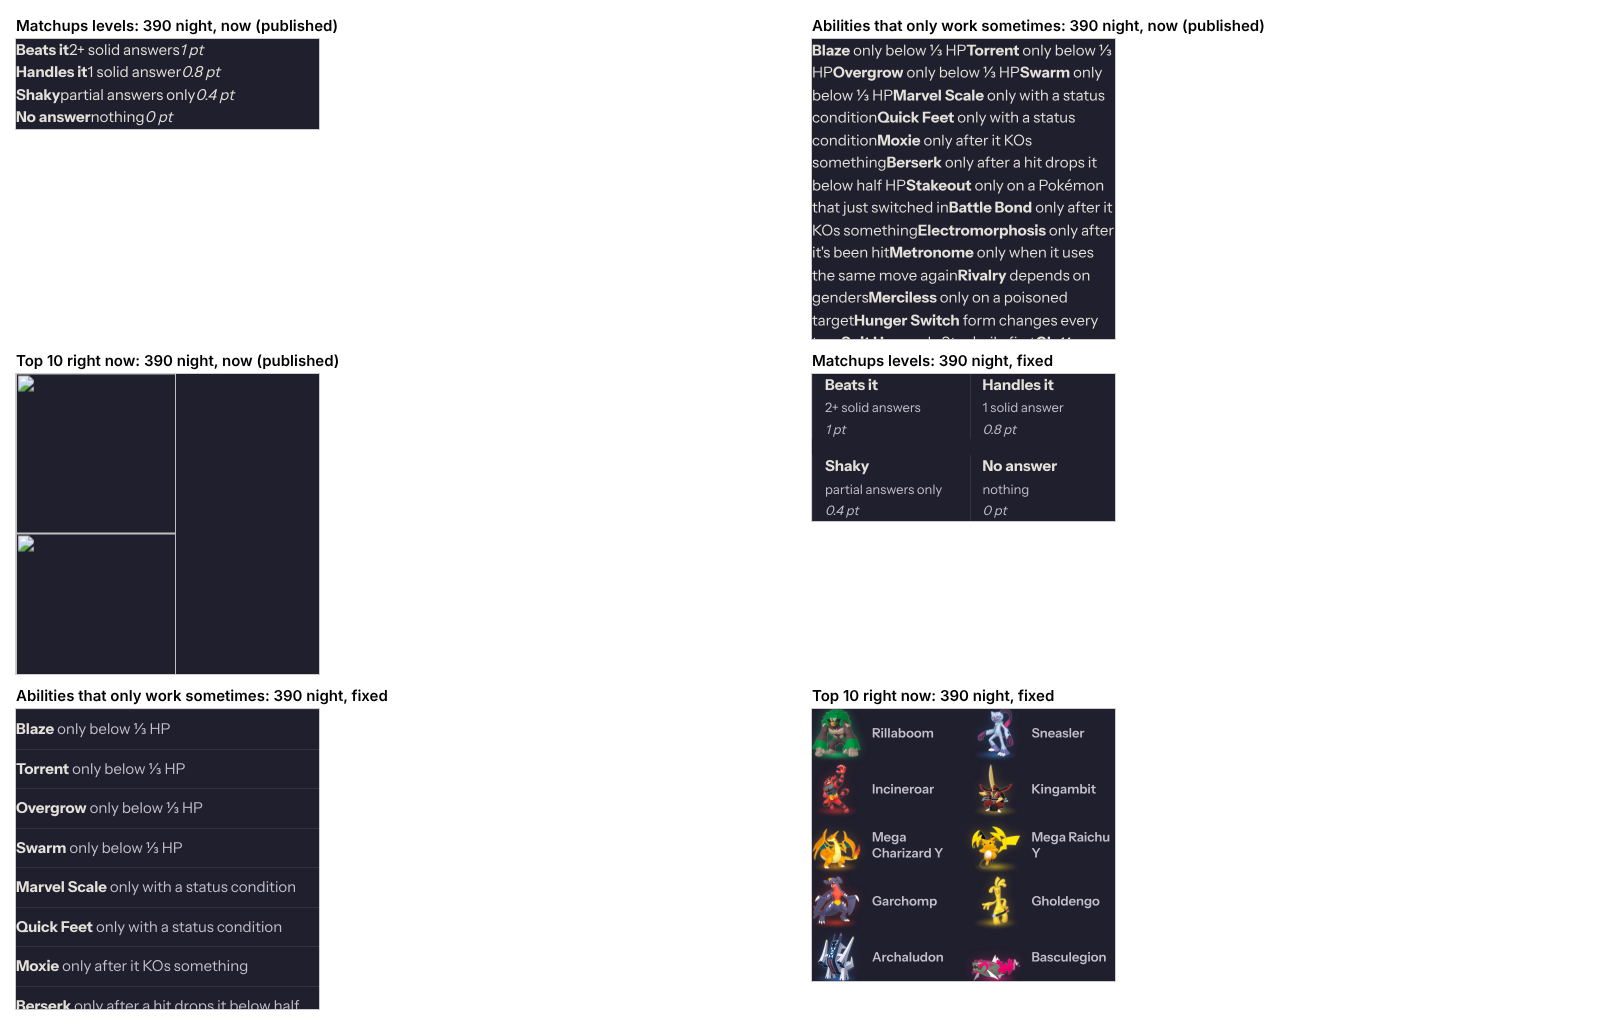 Matchups levels: 390 night, now (published)
Beats it2+ solid answers1 pt
Handles it1 solid answer0.8 pt
Shakypartial answers only0.4 pt
No answernothing0 pt
Abilities that only work sometimes: 390 night, now (published)
Blaze only below ⅓ HPTorrent only below ⅓
HPOvergrow only below ⅓ HPSwarm only
below ⅓ HPMarvel Scale only with a status
conditionQuick Feet only with a status
conditionMoxie only after it KOs
somethingBerserk only after a hit drops it
below half HPStakeout only on a Pokémon
that just switched inBattle Bond only after it
KOs somethingElectromorphosis only after
it's been hitMetronome only when it uses
the same move againRivalry depends on
gendersMerciless only on a poisoned
targetHunger Switch form changes every
Top 10 right now: 390 night, now (published)
Matchups levels: 390 night, fixed
Beats it
2+ solid answers
1 pt
Handles it
1 solid answer
0.8 pt
Shaky
partial answers only
0.4 pt
No answer
nothing
0 pt
Abilities that only work sometimes: 390 night, fixed
Blaze only below ⅓ HP
Torrent only below ⅓ HP
Overgrow only below ⅓ HP
Swarm only below ⅓ HP
Marvel Scale only with a status condition
Quick Feet only with a status condition
Moxie only after it KOs something
Berserk only after a hit drops it below half
Top 10 right now: 390 night, fixed
Rillaboom
Sneasler
Incineroar
Kingambit
Mega
Charizard Y
Mega Raichu
Y
Garchomp
Gholdengo
Archaludon
Basculegion